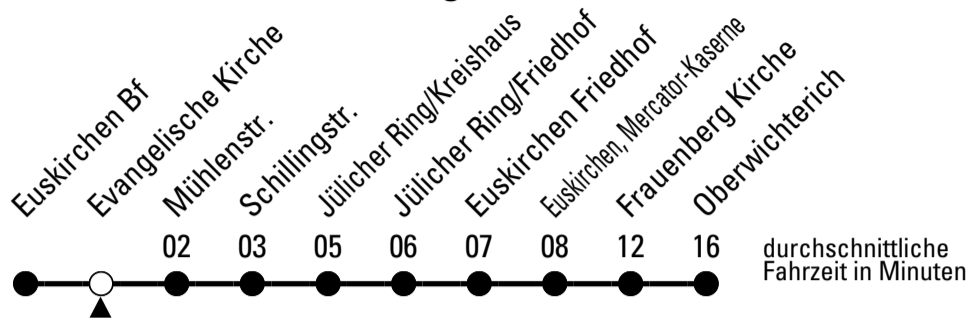 Euskirchen Bf
Evangelische Kirche
Mühlenstr.
Schillingstr.
Jülicher Ring/Kreishaus
Jülicher Ring/Friedhof
Euskirchen Friedhof
Euskirchen, Mercator-Kaserne
Frauenberg Kirche
Oberwichterich
02 03 05 06 07 08 12 16
durchschnittliche
Fahrzeit in Minuten